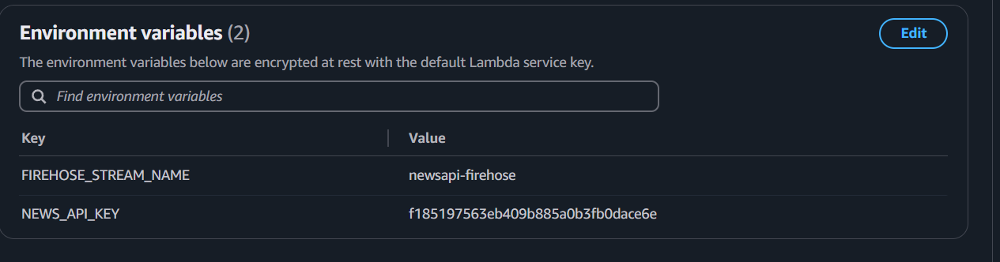 Environment variables (2)
Edit
The environment variables below are encrypted at rest with the default Lambda service key.
Find environment variables
Key Value
FIREHOSE_STREAM_NAME newsapi-firehose
NEWS_API_KEY f185197563eb409b885a0b3fb0dace6e